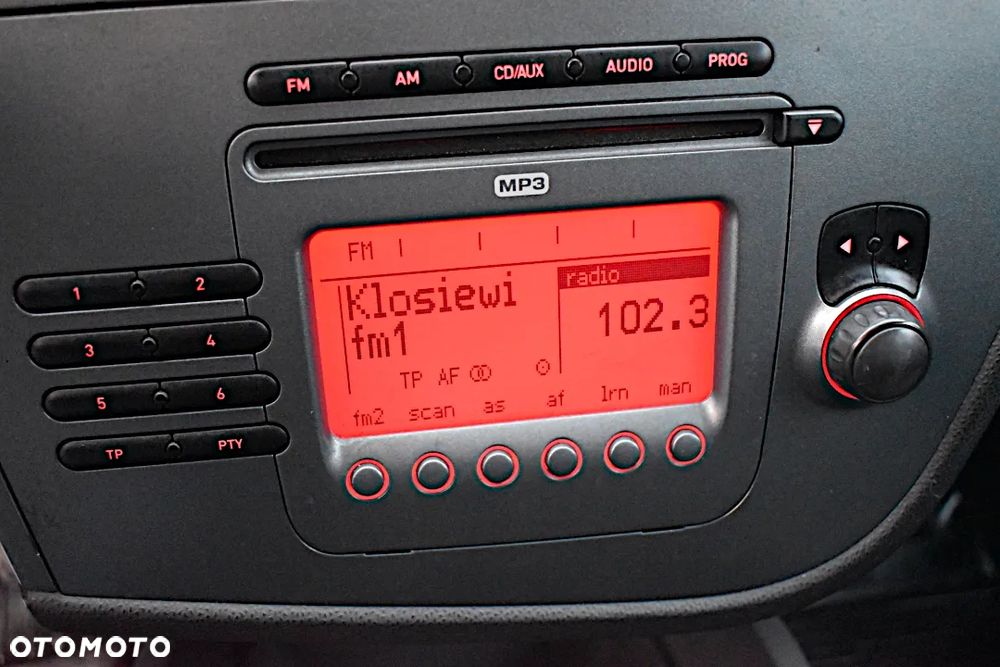 FM AM CD/AUX AUDIO PROG
MP3
FM
radio
Klosiewi
102.3
fm1
TP AF
fm2 scan as af lrn man
1 2
3 4
5 6
TP PTY
OTOMOTO